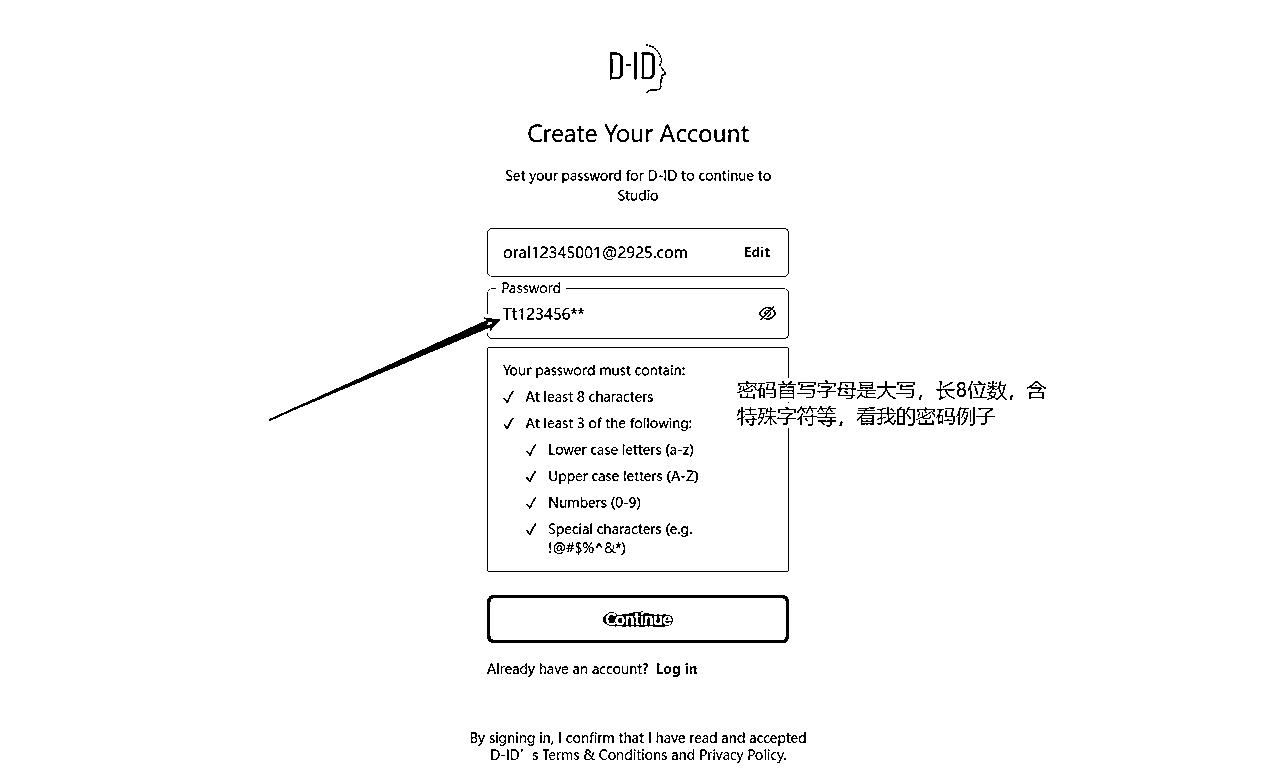 D-ID
Create Your Account
Set your password for D-ID to continue to
Studio
oral12345001@2925.com Edit
Password
Tt123456**
Your password must contain:
✓ At least 8 characters
✓ At least 3 of the following:
✓ Lower case letters (a-z)
✓ Upper case letters (A-Z)
✓ Numbers (0-9)
✓ Special characters (e.g.
!@#$%^&*)
密码首写字母是大写，长8位数，含
特殊字符等，看我的密码例子
Continue
Already have an account? Log in
By signing in, I confirm that I have read and accepted
D-ID's Terms & Conditions and Privacy Policy.